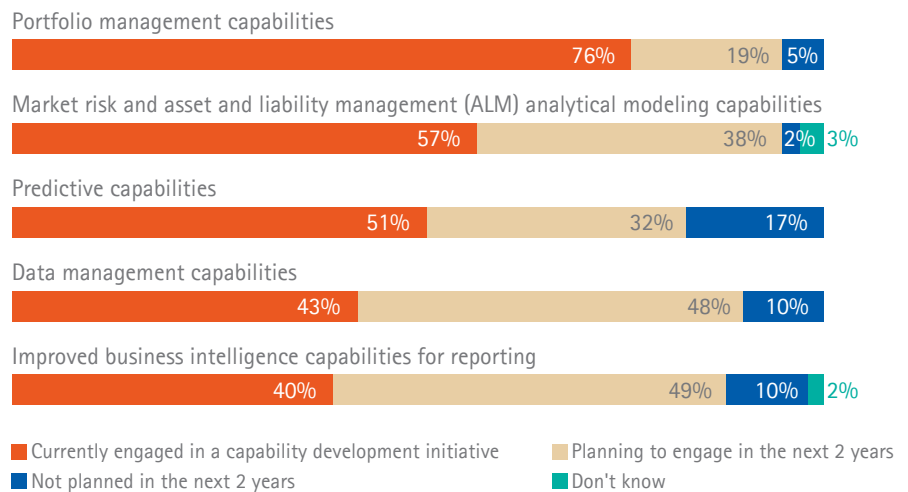 Portfolio management capabilities
76% 19% 5%
Market risk and asset and liability management (ALM) analytical modeling capabilities
57% 38% 2% 3%
Predictive capabilities
51% 32% 17%
Data management capabilities
43% 48% 10%
Improved business intelligence capabilities for reporting
40% 49% 10% 2%
Currently engaged in a capability development initiative Planning to engage in the next 2 years
Not planned in the next 2 years Don't know